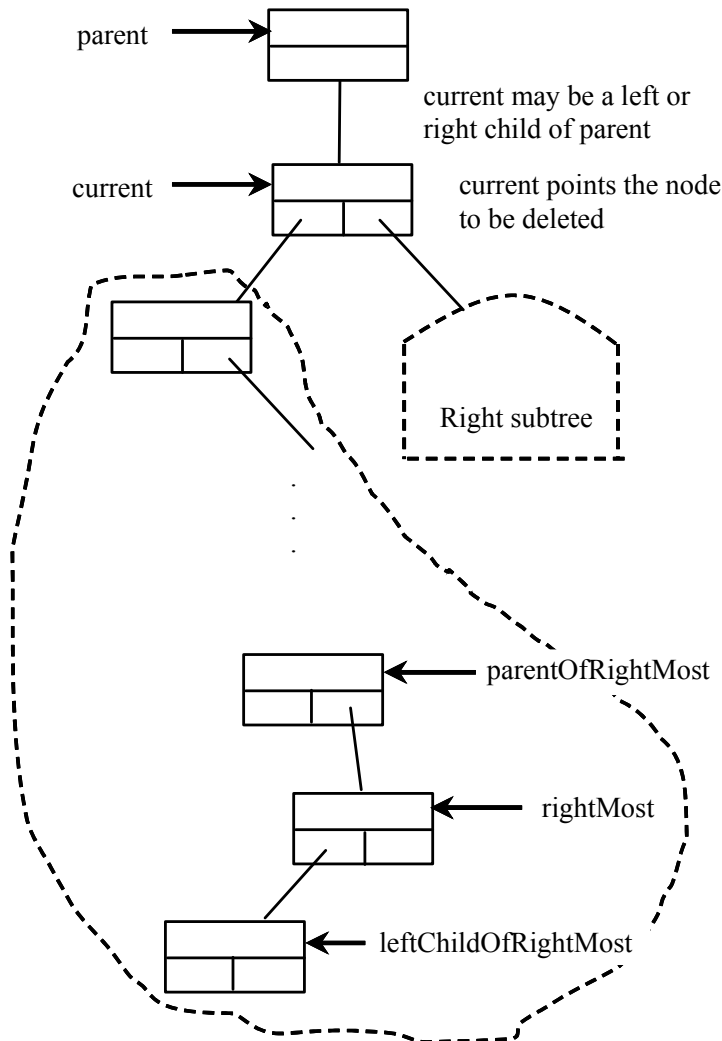 parent
current may be a left or
right child of parent
current
current points the node
to be deleted
Right subtree
.
.
.
parentOfRightMost
rightMost
leftChildOfRightMost